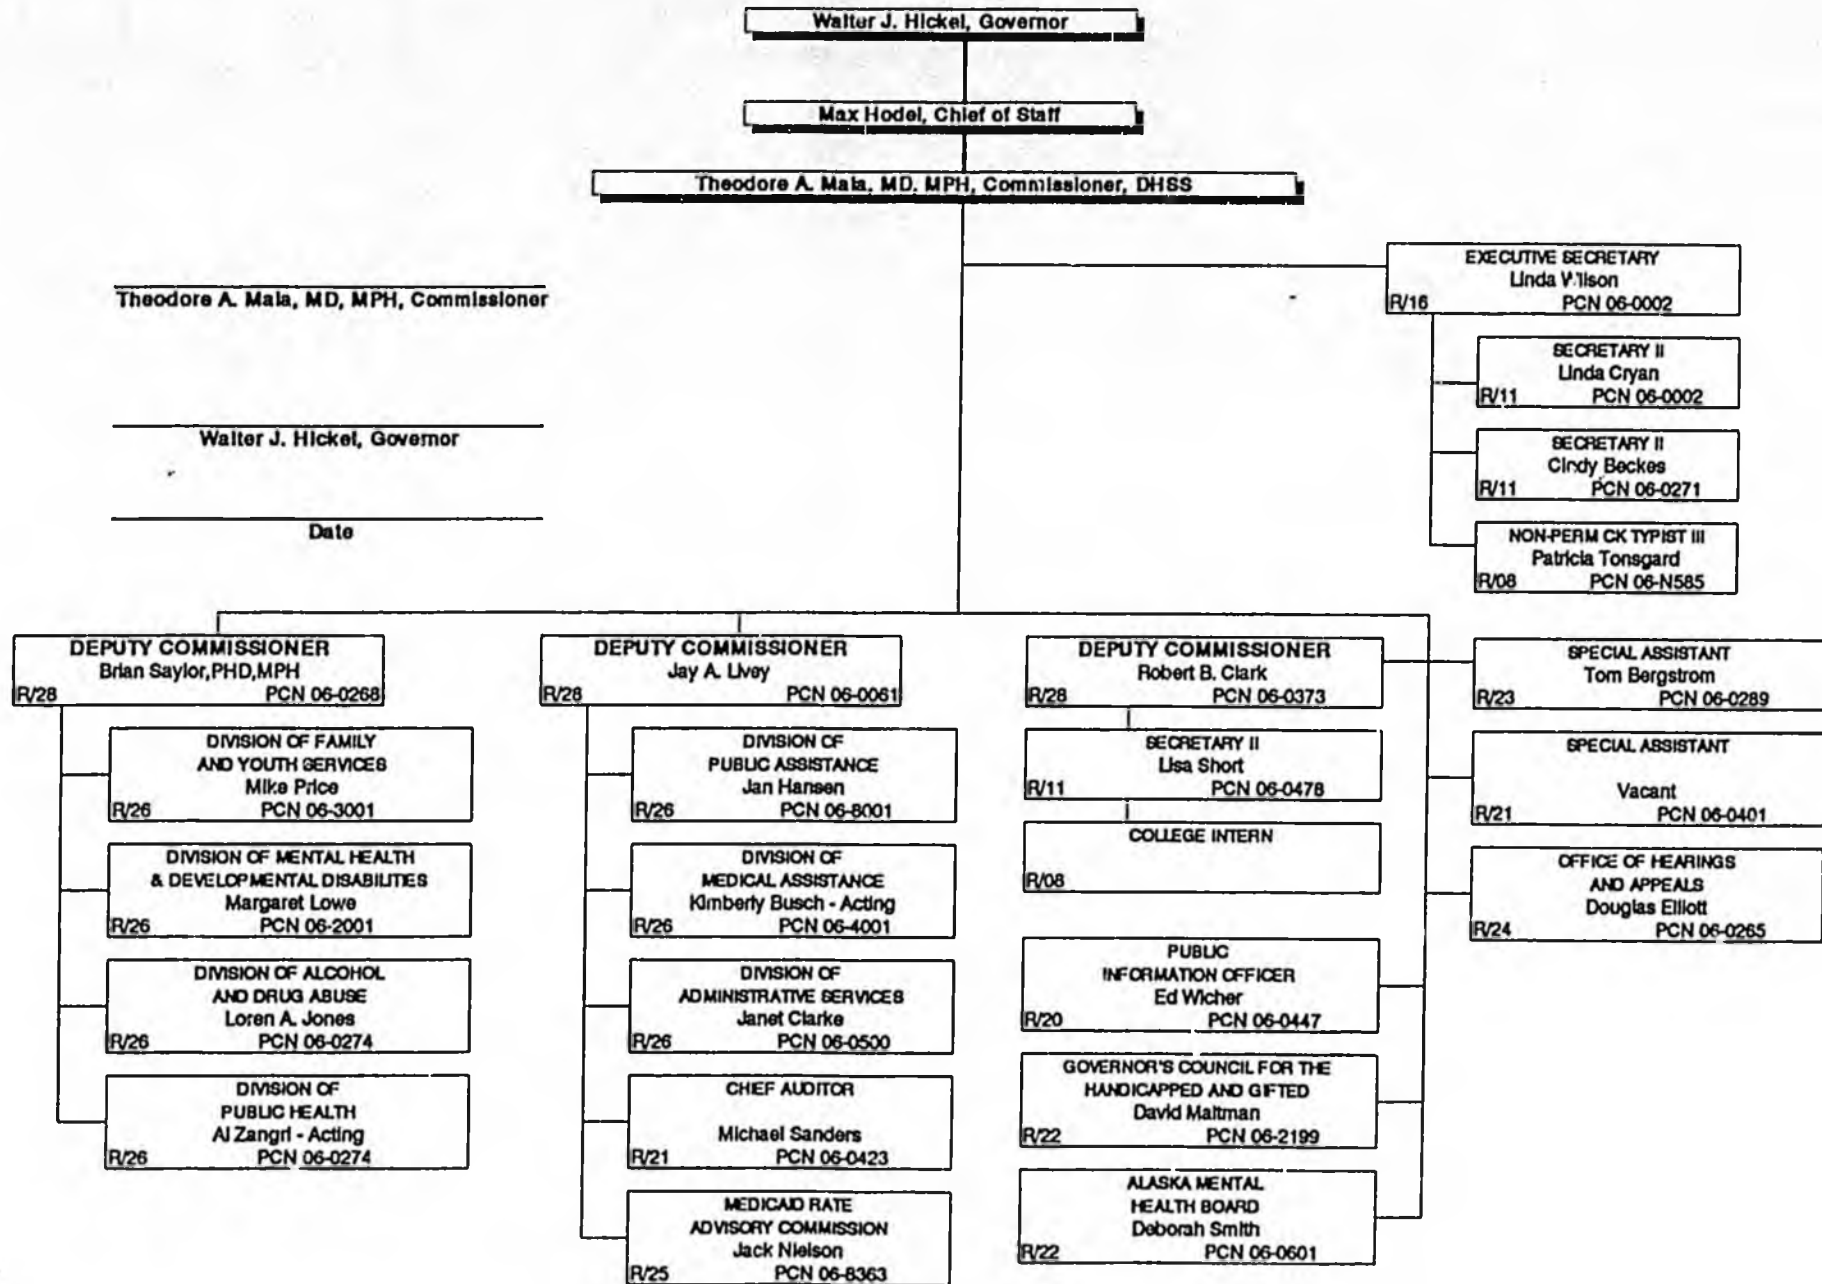 Walter J. Hickel, Governor
Max Hodel, Chief of Staff
Theodore A. Mala, MD. MPH, Commissioner, DHSS
Theodore A. Mala, MD, MPH, Commissioner
Walter J. Hickel, Governor
Date
EXECUTIVE SECRETARY
Linda Wilson
R/16 PCN 06-0002
SECRETARY II
Linda Cryan
R/11 PCN 06-0002
SECRETARY II
Cindy Beckes
R/11 PCN 06-0271
NON-PERM CK TYPIST III
Patricia Tonsgard
R/08 PCN 06-N585
DEPUTY COMMISSIONER
Brian Saylor,PHD,MPH
R/28 PCN 06-0268
DIVISION OF FAMILY
AND YOUTH SERVICES
Mike Price
R/26 PCN 06-3001
DIVISION OF MENTAL HEALTH
& DEVELOPMENTAL DISABILITIES
Margaret Lowe
R/26 PCN 06-2001
DIVISION OF ALCOHOL
AND DRUG ABUSE
Loren A. Jones
R/26 PCN 06-0274
DIVISION OF
PUBLIC HEALTH
Al Zangri - Acting
R/26 PCN 06-0274
DEPUTY COMMISSIONER
Jay A. Livey
R/28 PCN 06-0061
DIVISION OF
PUBLIC ASSISTANCE
Jan Hansen
R/26 PCN 06-8001
DIVISION OF
MEDICAL ASSISTANCE
Kimberly Busch - Acting
R/26 PCN 06-4001
DIVISION OF
ADMINISTRATIVE SERVICES
Janet Clarke
R/26 PCN 06-0500
CHIEF AUDITOR
Michael Sanders
R/21 PCN 06-0423
MEDICAID RATE
ADVISORY COMMISSION
Jack Nielson
R/25 PCN 06-8363
DEPUTY COMMISSIONER
Robert B. Clark
R/28 PCN 06-0373
SECRETARY II
Lisa Short
R/11 PCN 06-0478
COLLEGE INTERN
R/08
PUBLIC
INFORMATION OFFICER
Ed Wicher
R/20 PCN 06-0447
GOVERNOR'S COUNCIL FOR THE
HANDICAPPED AND GIFTED
David Maltman
R/22 PCN 06-2199
ALASKA MENTAL
HEALTH BOARD
Deborah Smith
R/22 PCN 06-0601
SPECIAL ASSISTANT
Tom Bergstrom
R/23 PCN 06-0289
SPECIAL ASSISTANT
Vacant
R/21 PCN 06-0401
OFFICE OF HEARINGS
AND APPEALS
Douglas Elliott
R/24 PCN 06-0265